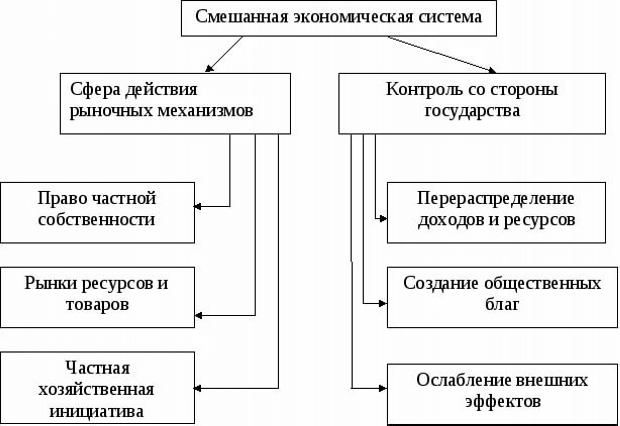 Смешанная экономическая система
Сфера действия
рыночных механизмов
Контроль со стороны
государства
Право частной
собственности
Перераспределение
доходов и ресурсов
Рынки ресурсов и
товаров
Создание общественных
благ
Частная
хозяйственная
инициатива
Ослабление внешних
эффектов